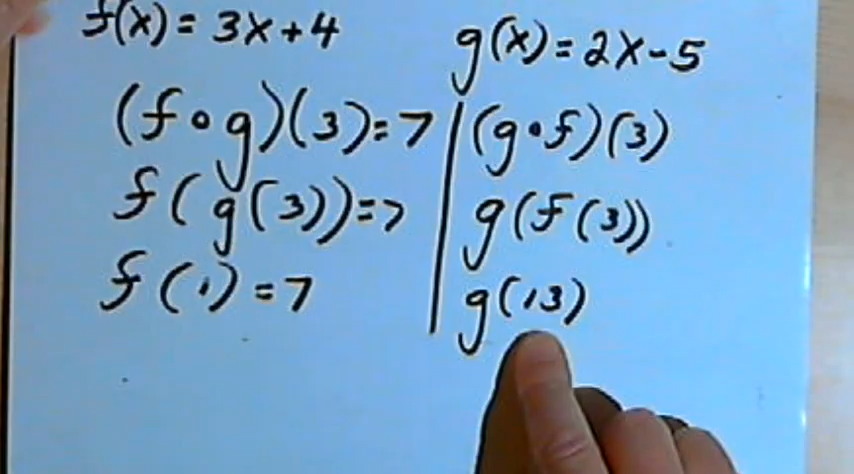 f(x) = 3x+4
g(x) = 2x-5
(f∘g)(3)=7
f(g(3))=7
f(1)=7
(g∘f)(3)
g(f(3))
g(13)